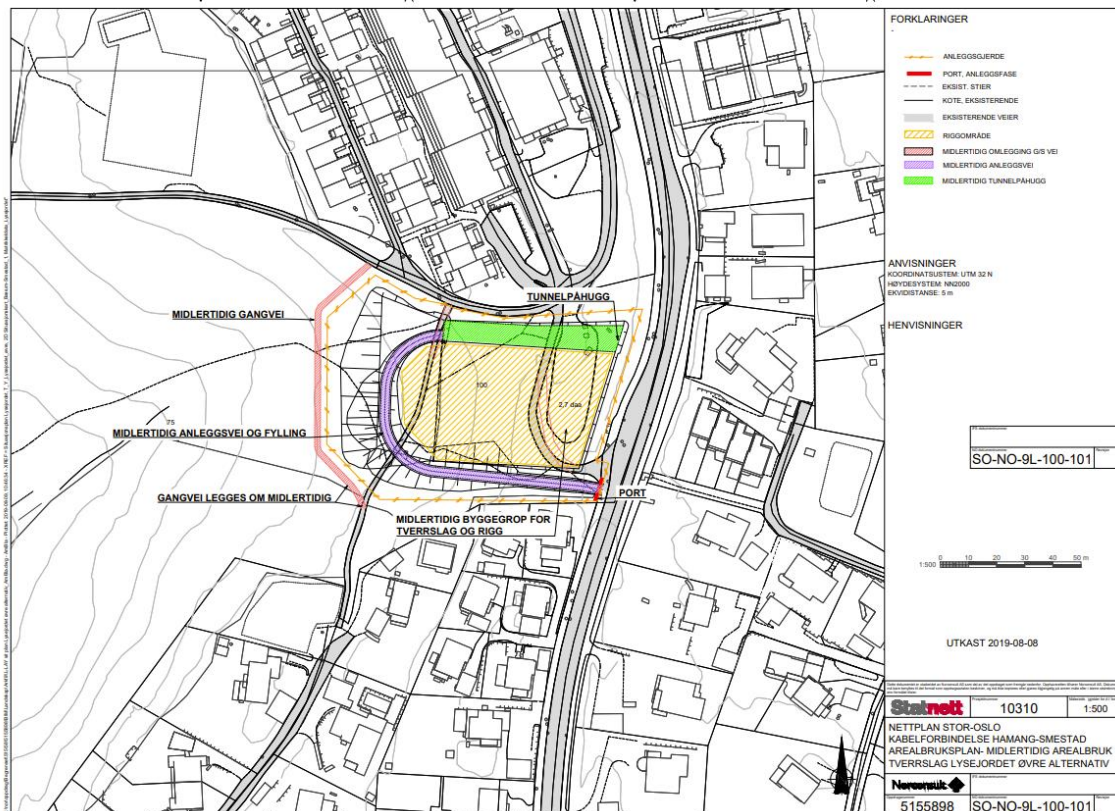 FORKLARINGER
-
ANLEGGSGJERDE
PORT, ANLEGGSFASE
EKSIST. STIER
KOTE, EKSISTERENDE
EKSISTERENDE VEIER
RIGGOMRÅDE
MIDLERTIDIG OMLEGGING G/S VEI
MIDLERTIDIG ANLEGGSVEI
MIDLERTIDIG TUNNELPÅHUGG
ANVISNINGER
KOORDINATSUSTEM: UTM 32 N
HØYDESYSTEM: NN2000
EKVIDISTANSE: 5 m
HENVISNINGER
TUNNELPÅHUGG
MIDLERTIDIG GANGVEI
100
2,7 daa
75
MIDLERTIDIG ANLEGGSVEI OG FYLLING
GANGVEI LEGGES OM MIDLERTIDIG
PORT
MIDLERTIDIG BYGGEGROP FOR
TVERRSLAG OG RIGG
SO-NO-9L-100-101
0 10 20 30 40 50 m
1:500
UTKAST 2019-08-08
Statnett
10310
1:500
NETTPLAN STOR-OSLO
KABELFORBINDELSE HAMANG-SMESTAD
AREALBRUKSPLAN- MIDLERTIDIG AREALBRUK
TVERRSLAG LYSEJORDET ØVRE ALTERNATIV
Norconsult
5155898
SO-NO-9L-100-101